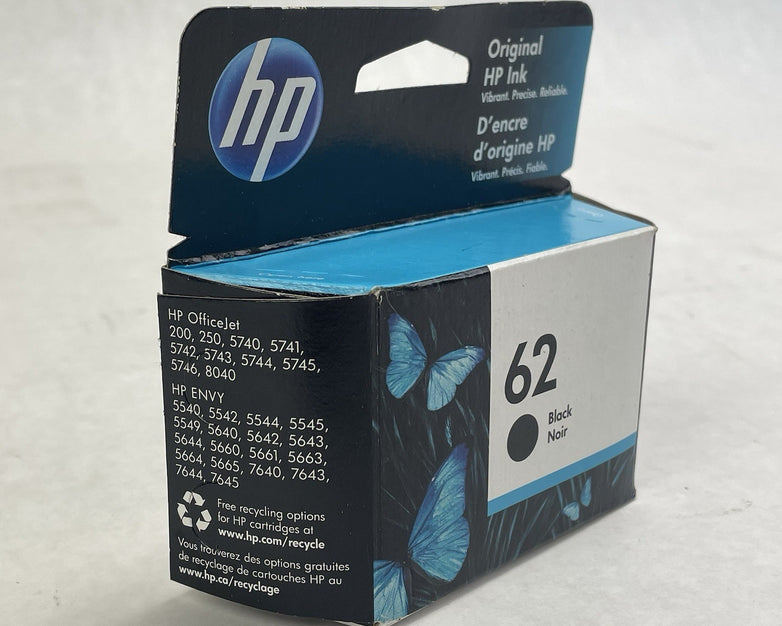 hp
Original
HP Ink
Vibrant. Precise. Reliable.
D'encre
d'origine HP
Vibrant. Précis. Fiable.
HP OfficeJet
200, 250, 5740, 5741,
5742, 5743, 5744, 5745,
5746, 8040
HP ENVY
5540, 5542, 5544, 5545,
5549, 5640, 5642, 5643,
5644, 5660, 5661, 5663,
5664, 5665, 7640, 7643,
7644, 7645
Free recycling options
for HP cartridges at
www.hp.com/recycle
Vous trouverez des options gratuites
de recyclage de cartouches HP au
www.hp.ca/recyclage
62
Black
Noir